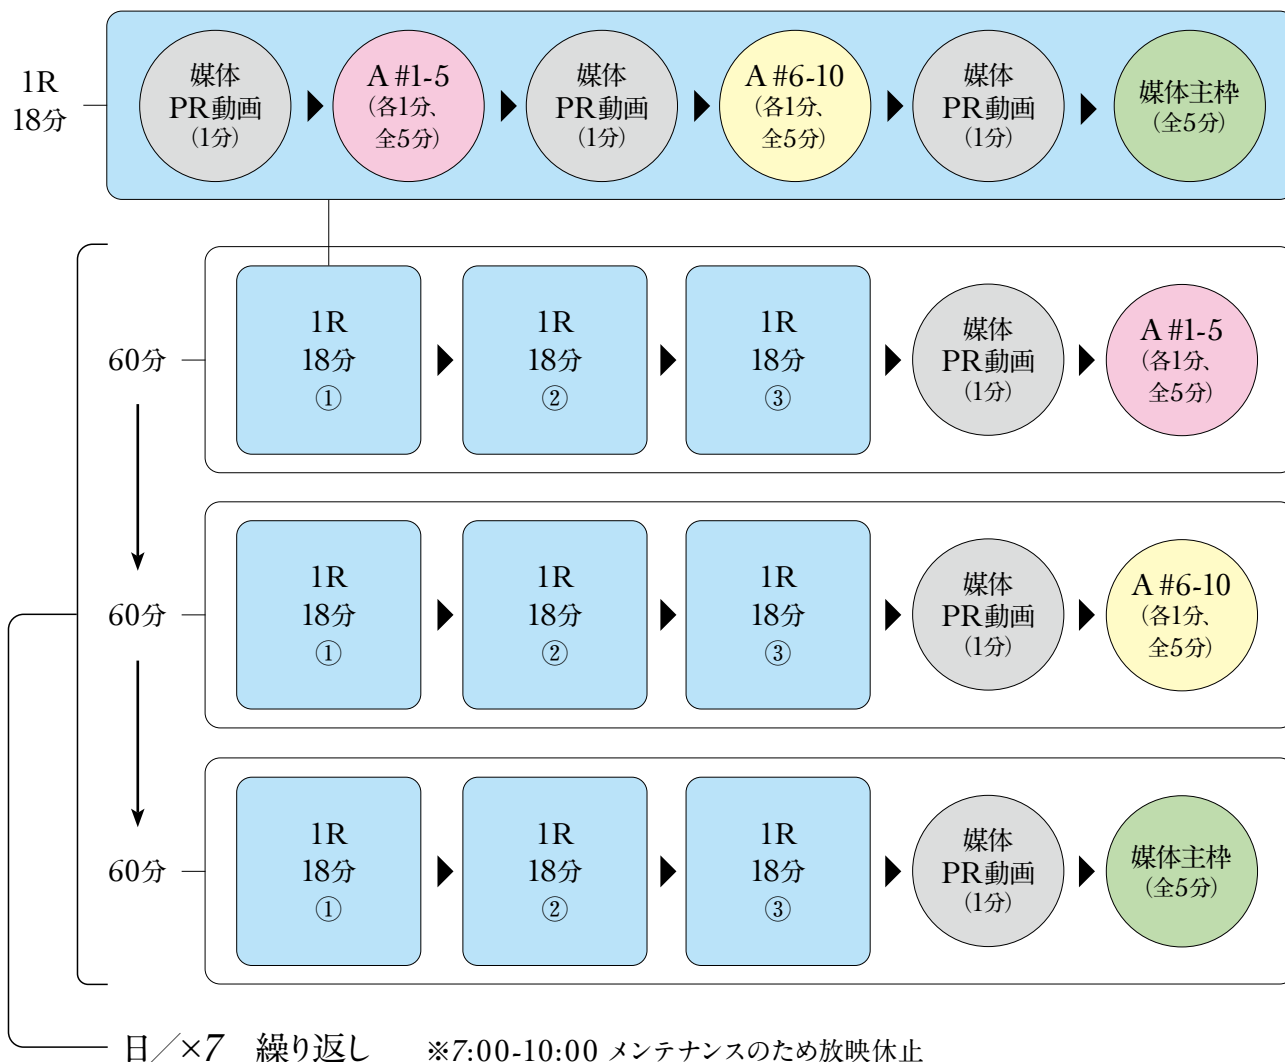 1R
18分
媒体
PR動画
(1分)
A #1-5
(各1分、
全5分)
媒体
PR動画
(1分)
A #6-10
(各1分、
全5分)
媒体
PR動画
(1分)
媒体主枠
(全5分)
60分
1R
18分
①
1R
18分
②
1R
18分
③
媒体
PR動画
(1分)
A #1-5
(各1分、
全5分)
60分
1R
18分
①
1R
18分
②
1R
18分
③
媒体
PR動画
(1分)
A #6-10
(各1分、
全5分)
60分
1R
18分
①
1R
18分
②
1R
18分
③
媒体
PR動画
(1分)
媒体主枠
(全5分)
日／×7　繰り返し　※7:00-10:00 メンテナンスのため放映休止